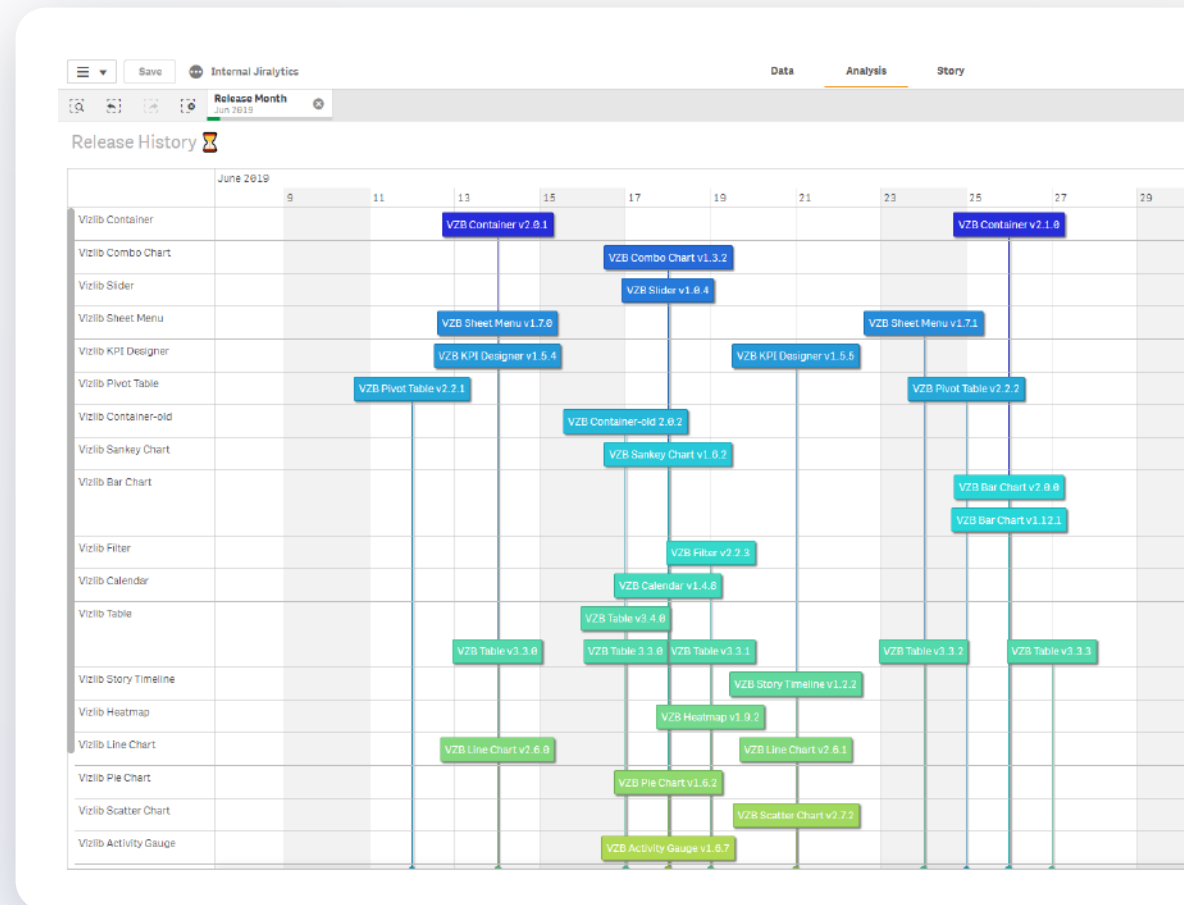 Save
Internal Jiralytics
Data Analysis Story
Release Month
Jun 2019
Release History
June 2019
9 11 13 15 17 19 21 23 25 27 29
Vizlib Container
VZB Container v2.0.1 VZB Container v2.1.0
Vizlib Combo Chart
VZB Combo Chart v1.3.2
Vizlib Slider
VZB Slider v1.0.4
Vizlib Sheet Menu
VZB Sheet Menu v1.7.0 VZB Sheet Menu v1.7.1
Vizlib KPI Designer
VZB KPI Designer v1.5.4 VZB KPI Designer v1.5.5
Vizlib Pivot Table
VZB Pivot Table v2.2.1 VZB Pivot Table v2.2.2
Vizlib Container-old
VZB Container-old 2.0.2
Vizlib Sankey Chart
VZB Sankey Chart v1.6.2
Vizlib Bar Chart
VZB Bar Chart v2.0.0
VZB Bar Chart v1.12.1
Vizlib Filter
VZB Filter v2.2.3
Vizlib Calendar
VZB Calendar
Vizlib Table
VZB Table v3.4.0
VZB Table v3.3.0 VZB Table 3.3.0 VZB Table v3.3.1 VZB Table v3.3.2 VZB Table v3.3.3
Vizlib Story Timeline
VZB Story Timeline v1.2.2
Vizlib Heatmap
VZB Heatmap v1.9.2
Vizlib Line Chart
VZB Line Chart v2.6.0 VZB Line Chart v2.6.1
Vizlib Pie Chart
VZB Pie Chart v1.6.2
Vizlib Scatter Chart
VZB Scatter Chart v2.7.2
Vizlib Activity Gauge
VZB Activity Gauge v1.6.7